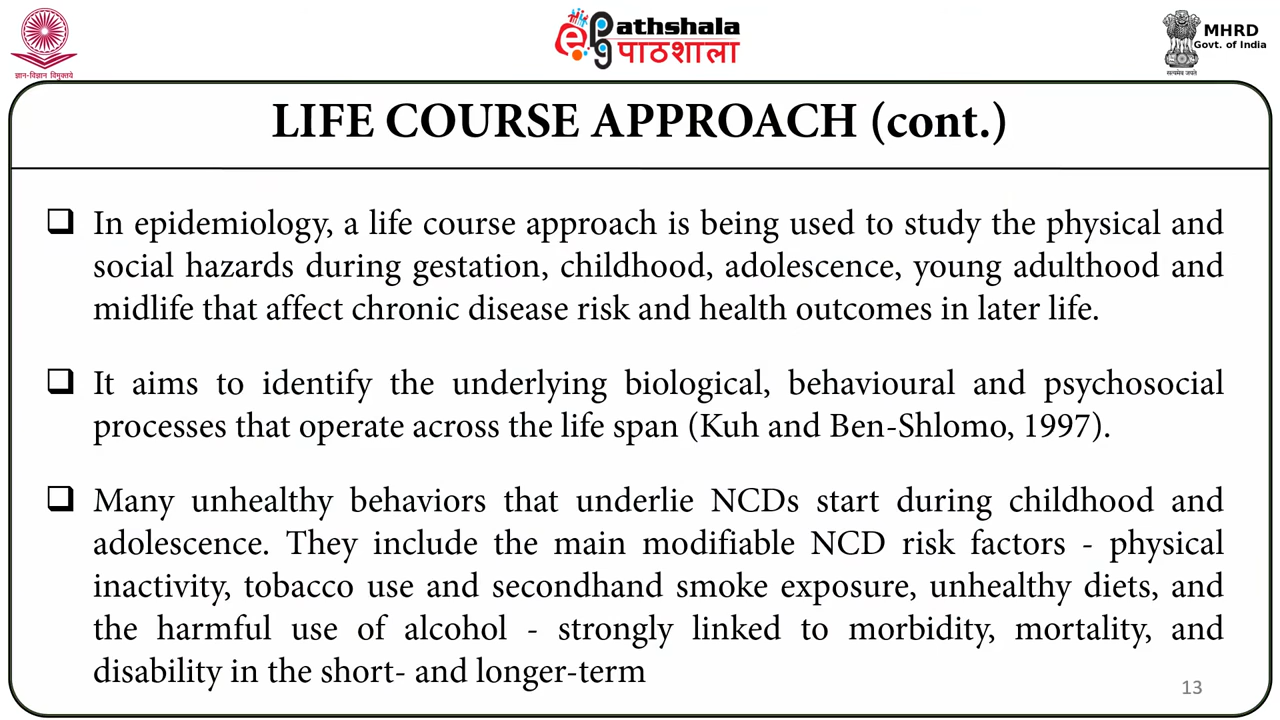 ज्ञान-विज्ञान विमुक्तये
ePathshala
पाठशाला
MHRD
Govt. of India
सत्यमेव जयते
LIFE COURSE APPROACH (cont.)
In epidemiology, a life course approach is being used to study the physical and
social hazards during gestation, childhood, adolescence, young adulthood and
midlife that affect chronic disease risk and health outcomes in later life.
It aims to identify the underlying biological, behavioural and psychosocial
processes that operate across the life span (Kuh and Ben-Shlomo, 1997).
Many unhealthy behaviors that underlie NCDs start during childhood and
adolescence. They include the main modifiable NCD risk factors - physical
inactivity, tobacco use and secondhand smoke exposure, unhealthy diets, and
the harmful use of alcohol - strongly linked to morbidity, mortality, and
disability in the short- and longer-term
13